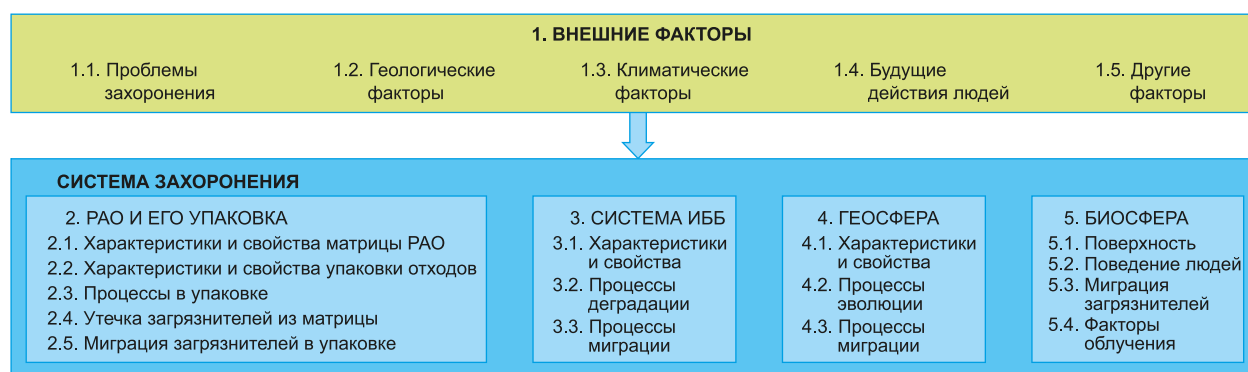 1. ВНЕШНИЕ ФАКТОРЫ
1.1. Проблемы
захоронения
1.2. Геологические
факторы
1.3. Климатические
факторы
1.4. Будущие
действия людей
1.5. Другие
факторы
СИСТЕМА ЗАХОРОНЕНИЯ
2. РАО И ЕГО УПАКОВКА
2.1. Характеристики и свойства матрицы РАО
2.2. Характеристики и свойства упаковки отходов
2.3. Процессы в упаковке
2.4. Утечка загрязнителей из матрицы
2.5. Миграция загрязнителей в упаковке
3. СИСТЕМА ИББ
3.1. Характеристики
и свойства
3.2. Процессы
деградации
3.3. Процессы
миграции
4. ГЕОСФЕРА
4.1. Характеристики
и свойства
4.2. Процессы
эволюции
4.3. Процессы
миграции
5. БИОСФЕРА
5.1. Поверхность
5.2. Поведение людей
5.3. Миграция
загрязнителей
5.4. Факторы
облучения